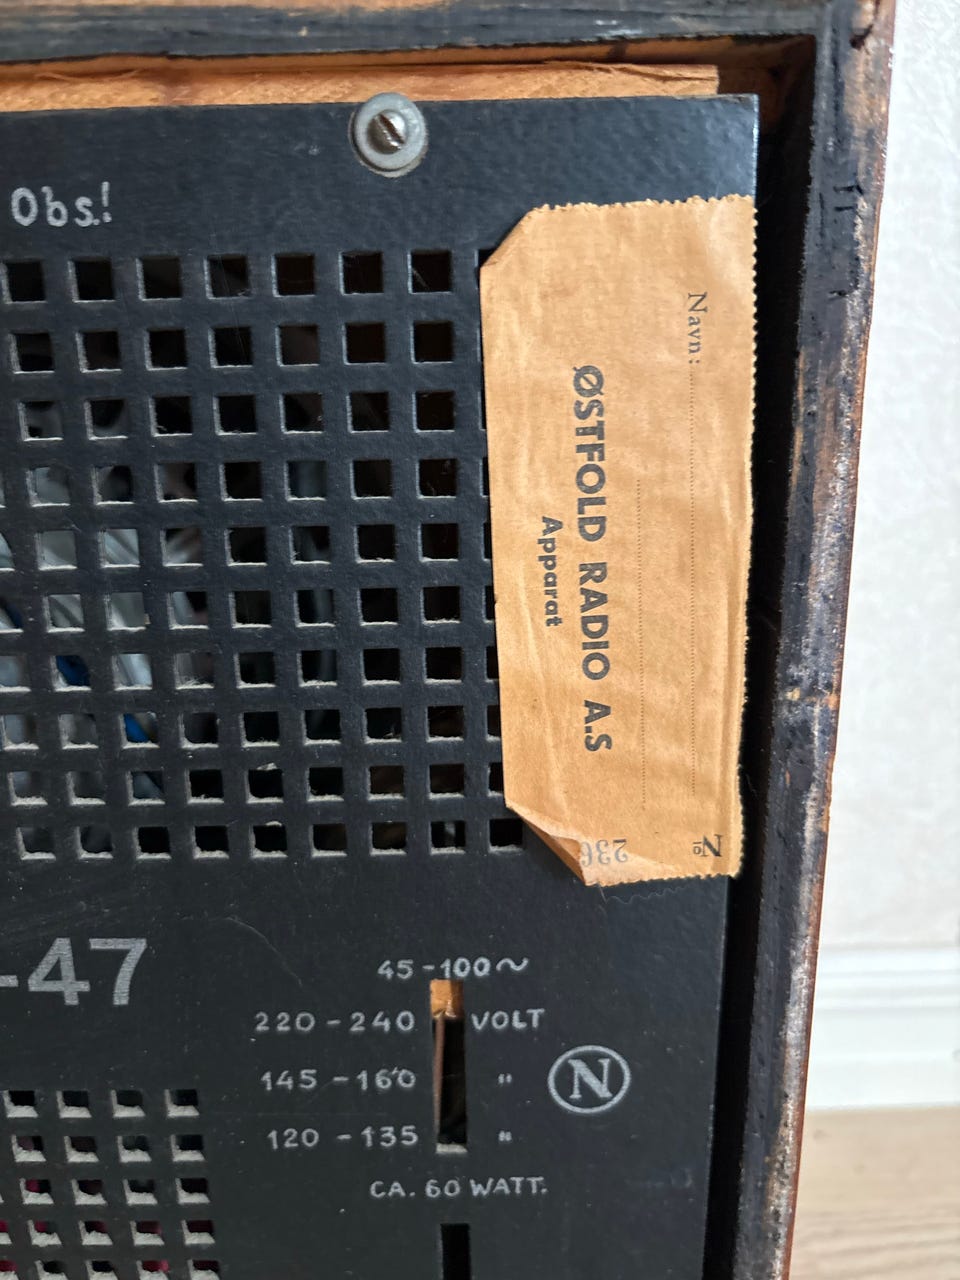 Obs.!
Navn:
No
ØSTFOLD RADIO A.S
Apparat
236
-47
45-100~
220-240 VOLT
145-160 "
120-135 "
N
CA. 60 WATT.